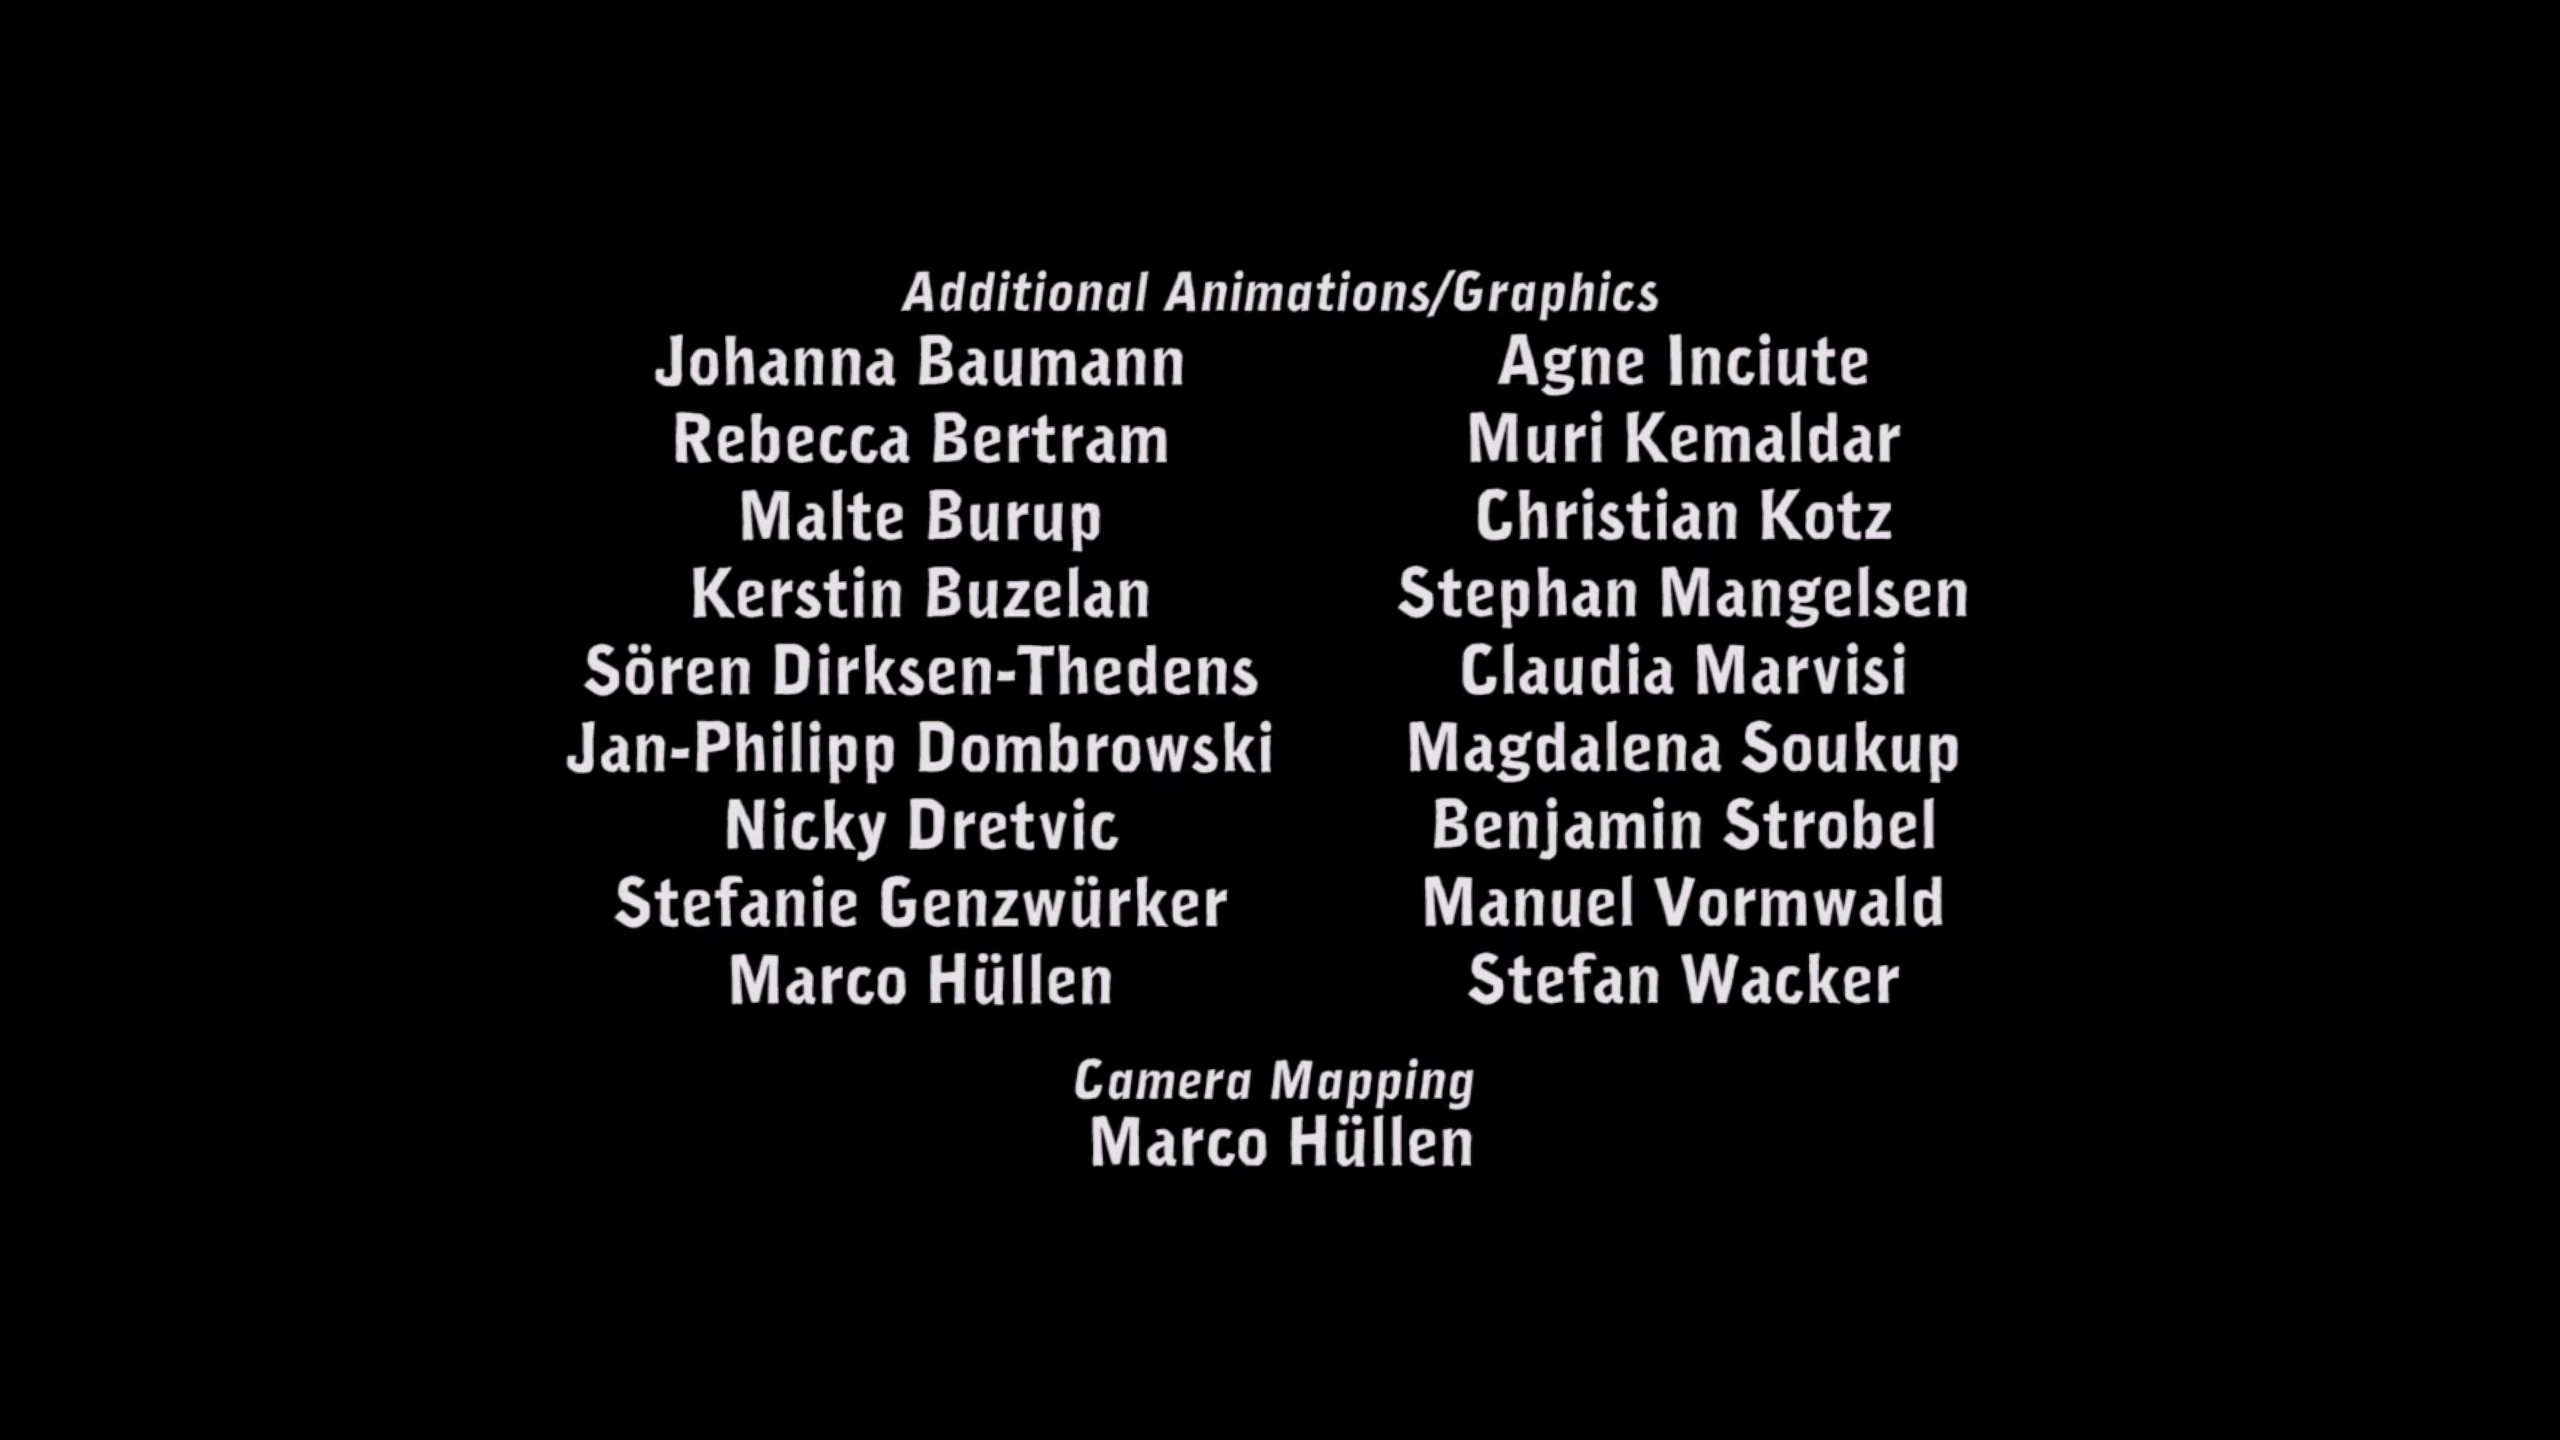 Additional Animations/Graphics
Johanna Baumann
Rebecca Bertram
Malte Burup
Kerstin Buzelan
Sören Dirksen-Thedens
Jan-Philipp Dombrowski
Nicky Dretvic
Stefanie Genzwürker
Marco Hüllen
Agne Inciute
Muri Kemaldar
Christian Kotz
Stephan Mangelsen
Claudia Marvisi
Magdalena Soukup
Benjamin Strobel
Manuel Vormwald
Stefan Wacker
Camera Mapping
Marco Hüllen